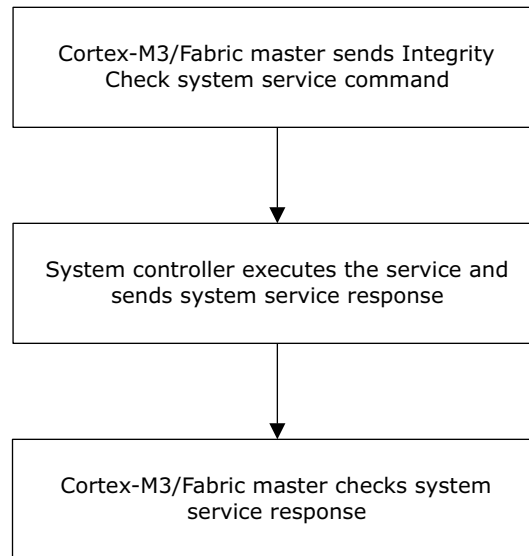 Cortex-M3/Fabric master sends Integrity
Check system service command
System controller executes the service and
sends system service response
Cortex-M3/Fabric master checks system
service response